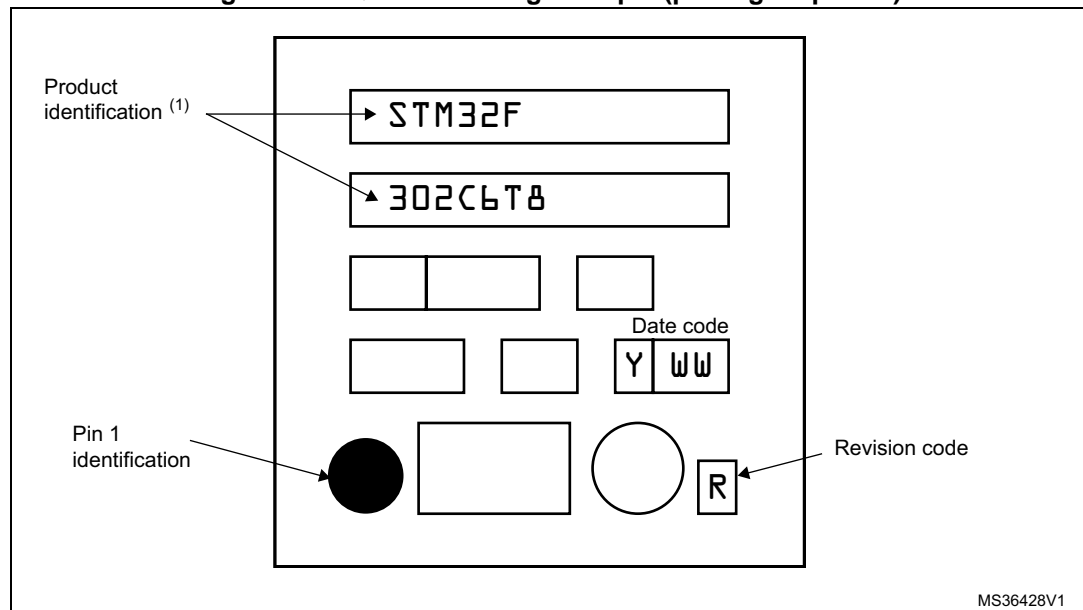 Product
identification (1)
STM32F
302C6T8
Date code
Y WW
Pin 1
identification
Revision code
R
MS36428V1